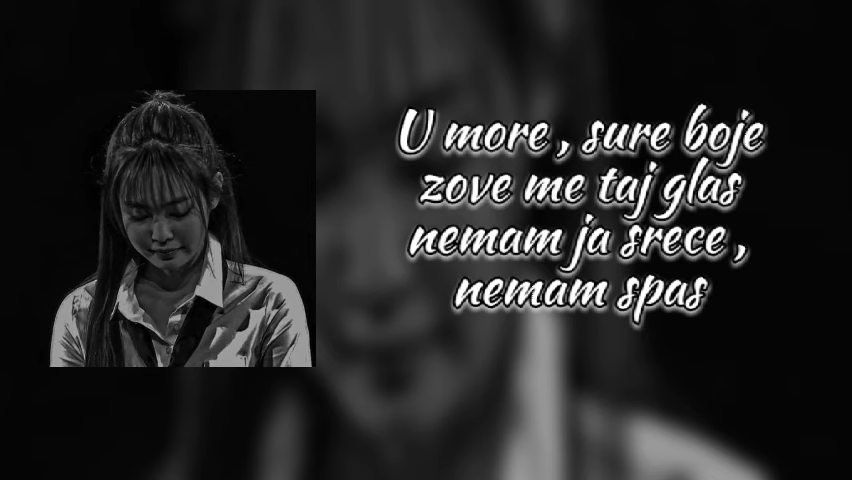 U more , sure boje
zove me taj glas
nemam ja srece ,
nemam spas